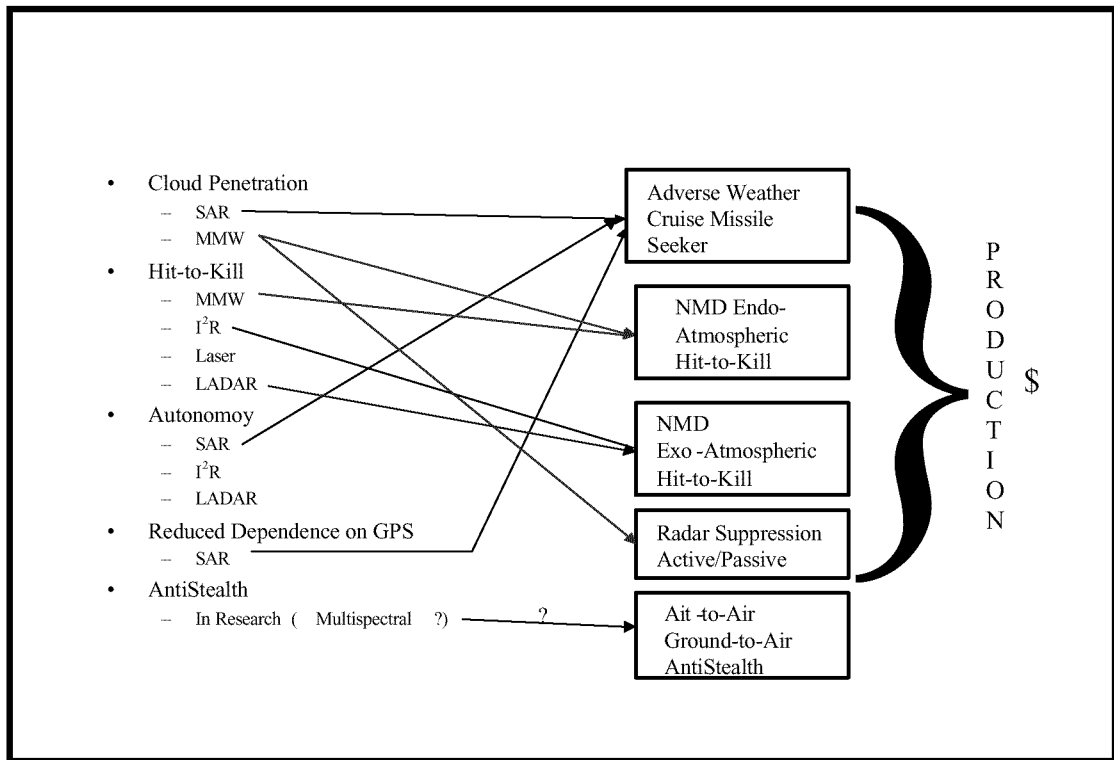 • Cloud Penetration
– SAR
– MMW
• Hit-to-Kill
– MMW
– I²R
– Laser
– LADAR
• Autonomoy
– SAR
– I²R
– LADAR
• Reduced Dependence on GPS
– SAR
• AntiStealth
– In Research ( Multispectral ?)
?
Adverse Weather
Cruise Missile
Seeker
NMD Endo-
Atmospheric
Hit-to-Kill
NMD
Exo -Atmospheric
Hit-to-Kill
Radar Suppression
Active/Passive
Ait -to-Air
Ground-to-Air
AntiStealth
P
R
O
D
U
C
T
I
O
N
$